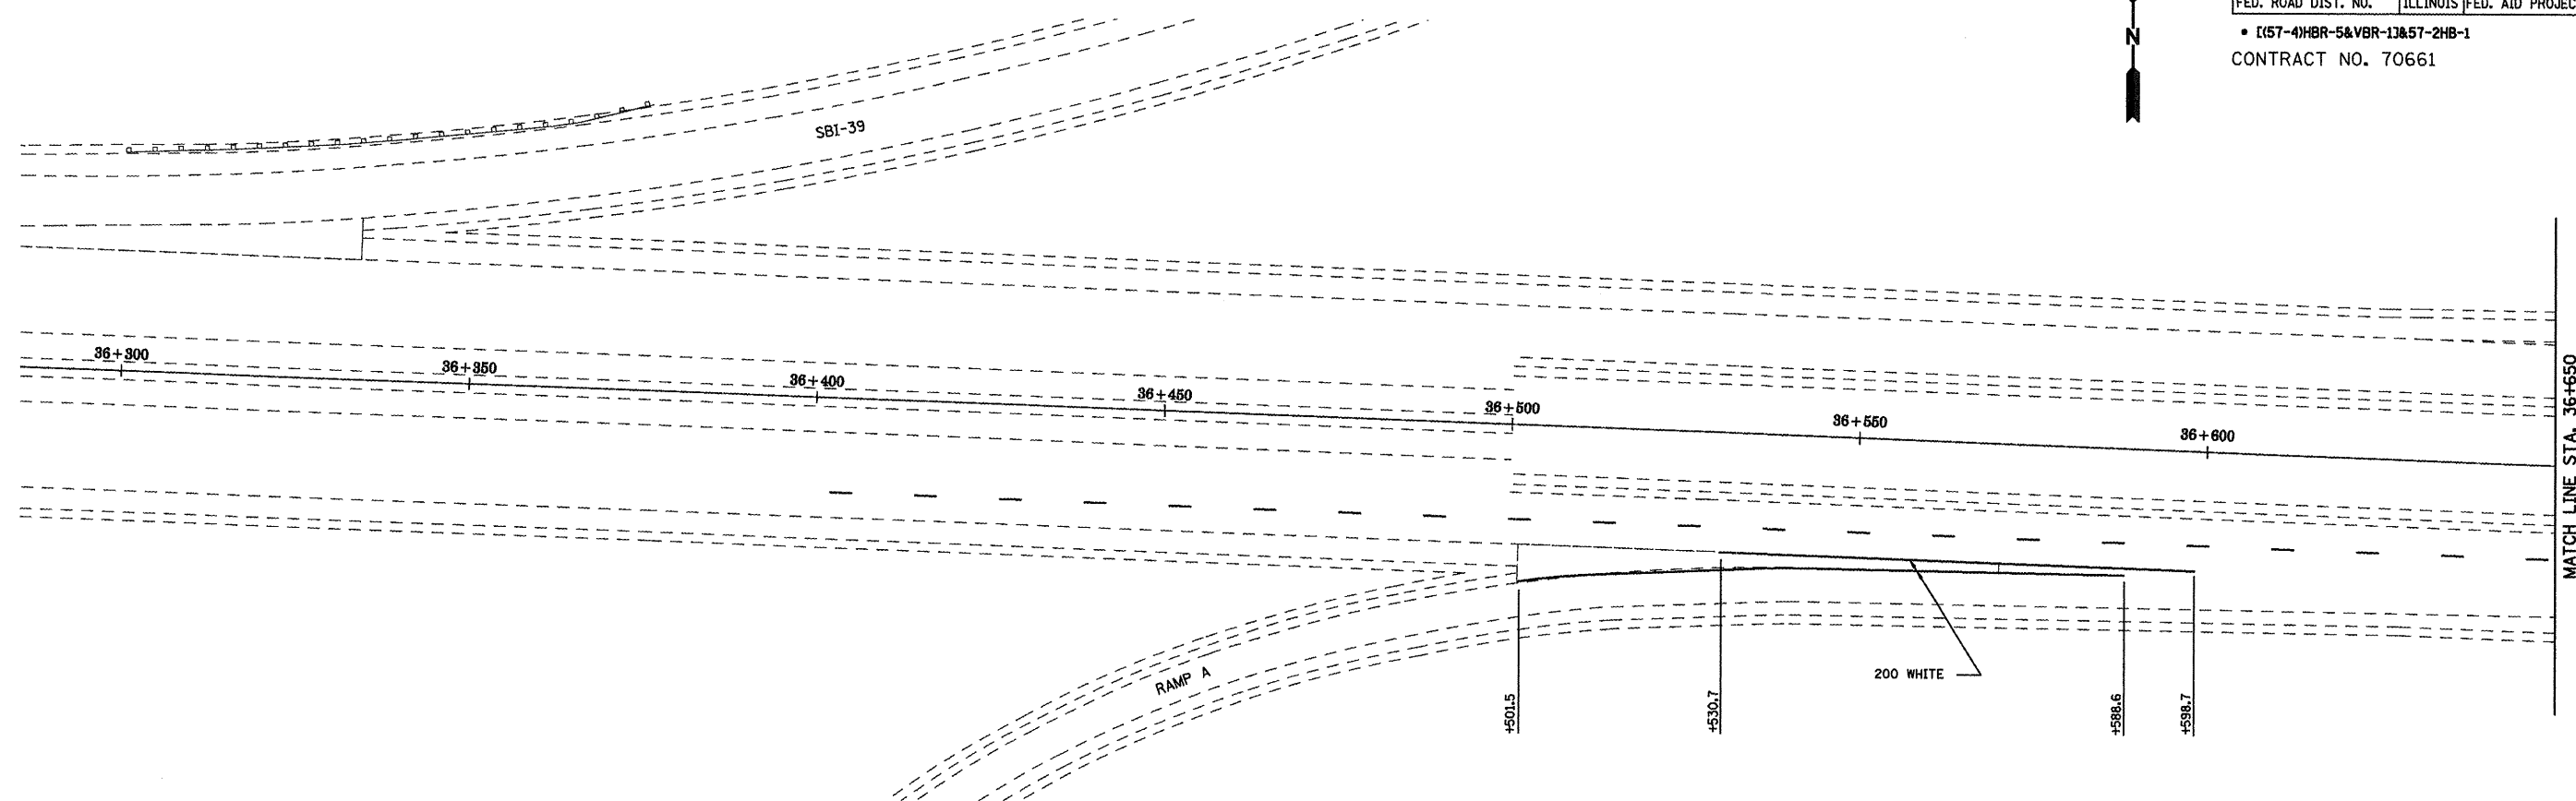 FED. ROAD DIST. NO. ILLINOIS FED. AID PROJEC
N
• [(57-4)HBR-5&VBR-1]&57-2HB-1
CONTRACT NO. 70661
SBI-39
36+300
36+350
36+400
36+450
36+500
36+550
36+600
MATCH LINE STA. 36+650
RAMP A
200 WHITE
+501.5
+530.7
+588.6
+598.7